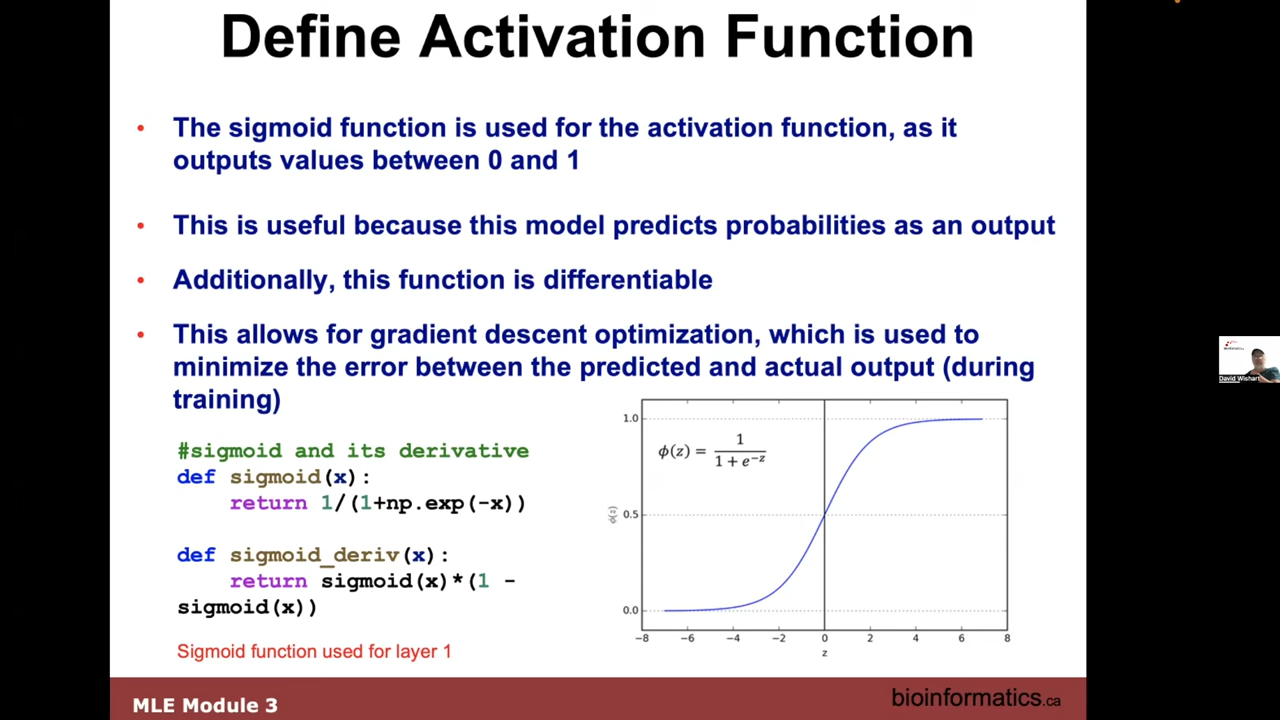 Define Activation Function
• The sigmoid function is used for the activation function, as it
outputs values between 0 and 1
• This is useful because this model predicts probabilities as an output
• Additionally, this function is differentiable
• This allows for gradient descent optimization, which is used to
minimize the error between the predicted and actual output (during
training)
#sigmoid and its derivative
def sigmoid(x):
    return 1/(1+np.exp(-x))
def sigmoid_deriv(x):
    return sigmoid(x)*(1 -
sigmoid(x))
Sigmoid function used for layer 1
ϕ(z) = 1 / (1 + e^−z)
1.0
0.5
0.0
ϕ(z)
−8 −6 −4 −2 0 2 4 6 8
z
MLE Module 3
bioinformatics.ca
David Wishart